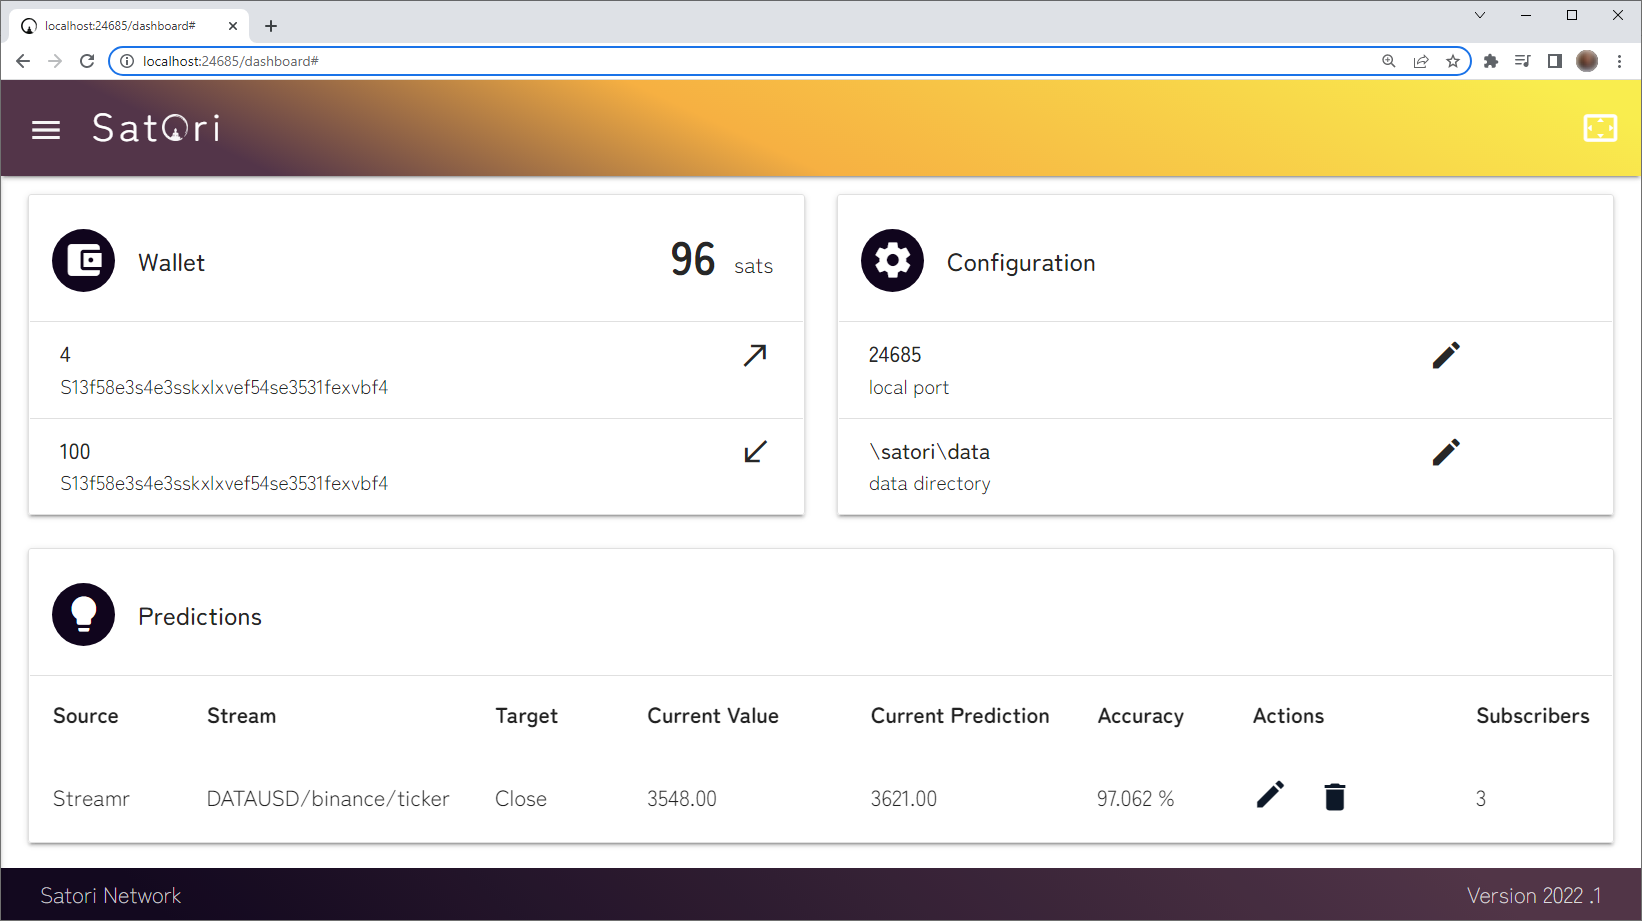 localhost:24685/dashboard#
localhost:24685/dashboard#
Satori
Wallet
96 sats
4
S13f58e3s4e3sskxlxvef54se3531fexvbf4
100
S13f58e3s4e3sskxlxvef54se3531fexvbf4
Configuration
24685
local port
\satori\data
data directory
Predictions
Source Stream Target Current Value Current Prediction Accuracy Actions Subscribers
Streamr DATAUSD/binance/ticker Close 3548.00 3621.00 97.062 % 3
Satori Network
Version 2022 .1